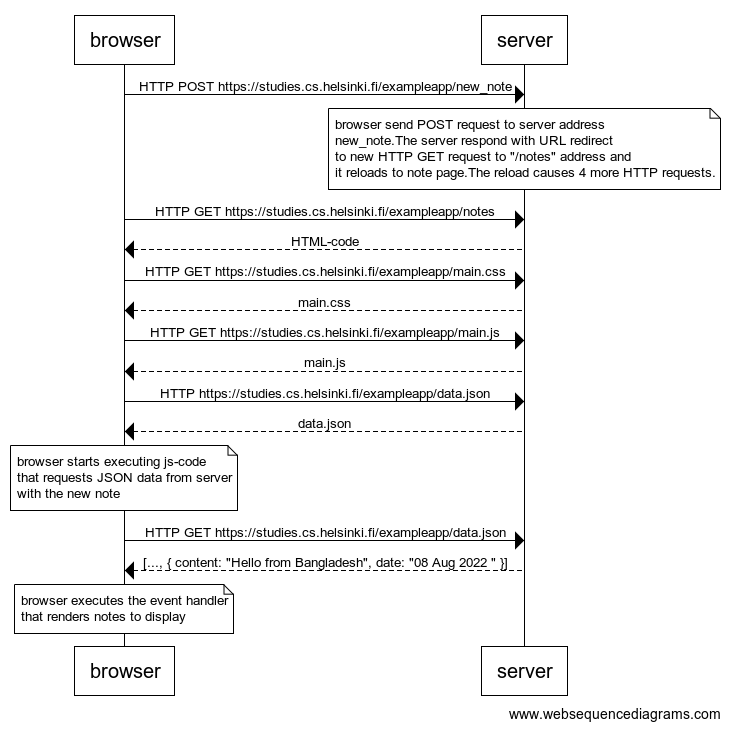 browser
server
HTTP POST https://studies.cs.helsinki.fi/exampleapp/new_note
browser send POST request to server address
new_note.The server respond with URL redirect
to new HTTP GET request to "/notes" address and
it reloads to note page.The reload causes 4 more HTTP requests.
HTTP GET https://studies.cs.helsinki.fi/exampleapp/notes
HTML-code
HTTP GET https://studies.cs.helsinki.fi/exampleapp/main.css
main.css
HTTP GET https://studies.cs.helsinki.fi/exampleapp/main.js
main.js
HTTP https://studies.cs.helsinki.fi/exampleapp/data.json
data.json
browser starts executing js-code
that requests JSON data from server
with the new note
HTTP GET https://studies.cs.helsinki.fi/exampleapp/data.json
[..., { content: "Hello from Bangladesh", date: "08 Aug 2022 " }]
browser executes the event handler
that renders notes to display
browser
server
www.websequencediagrams.com